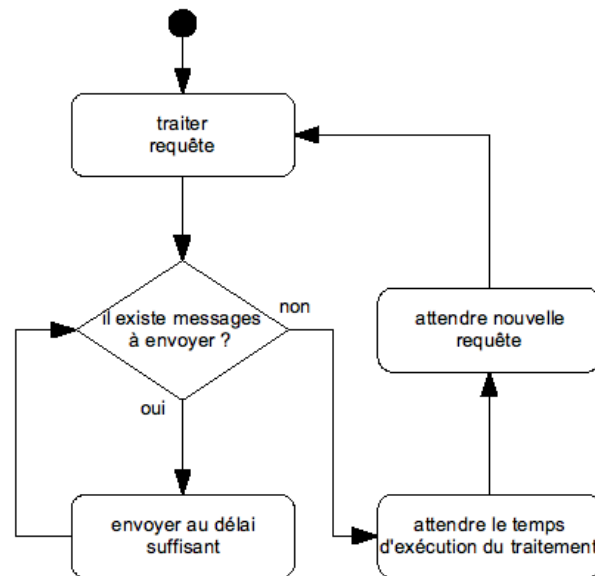 traiter
requête
il existe messages
à envoyer ?
non
oui
attendre nouvelle
requête
envoyer au délai
suffisant
attendre le temps
d'exécution du traitement